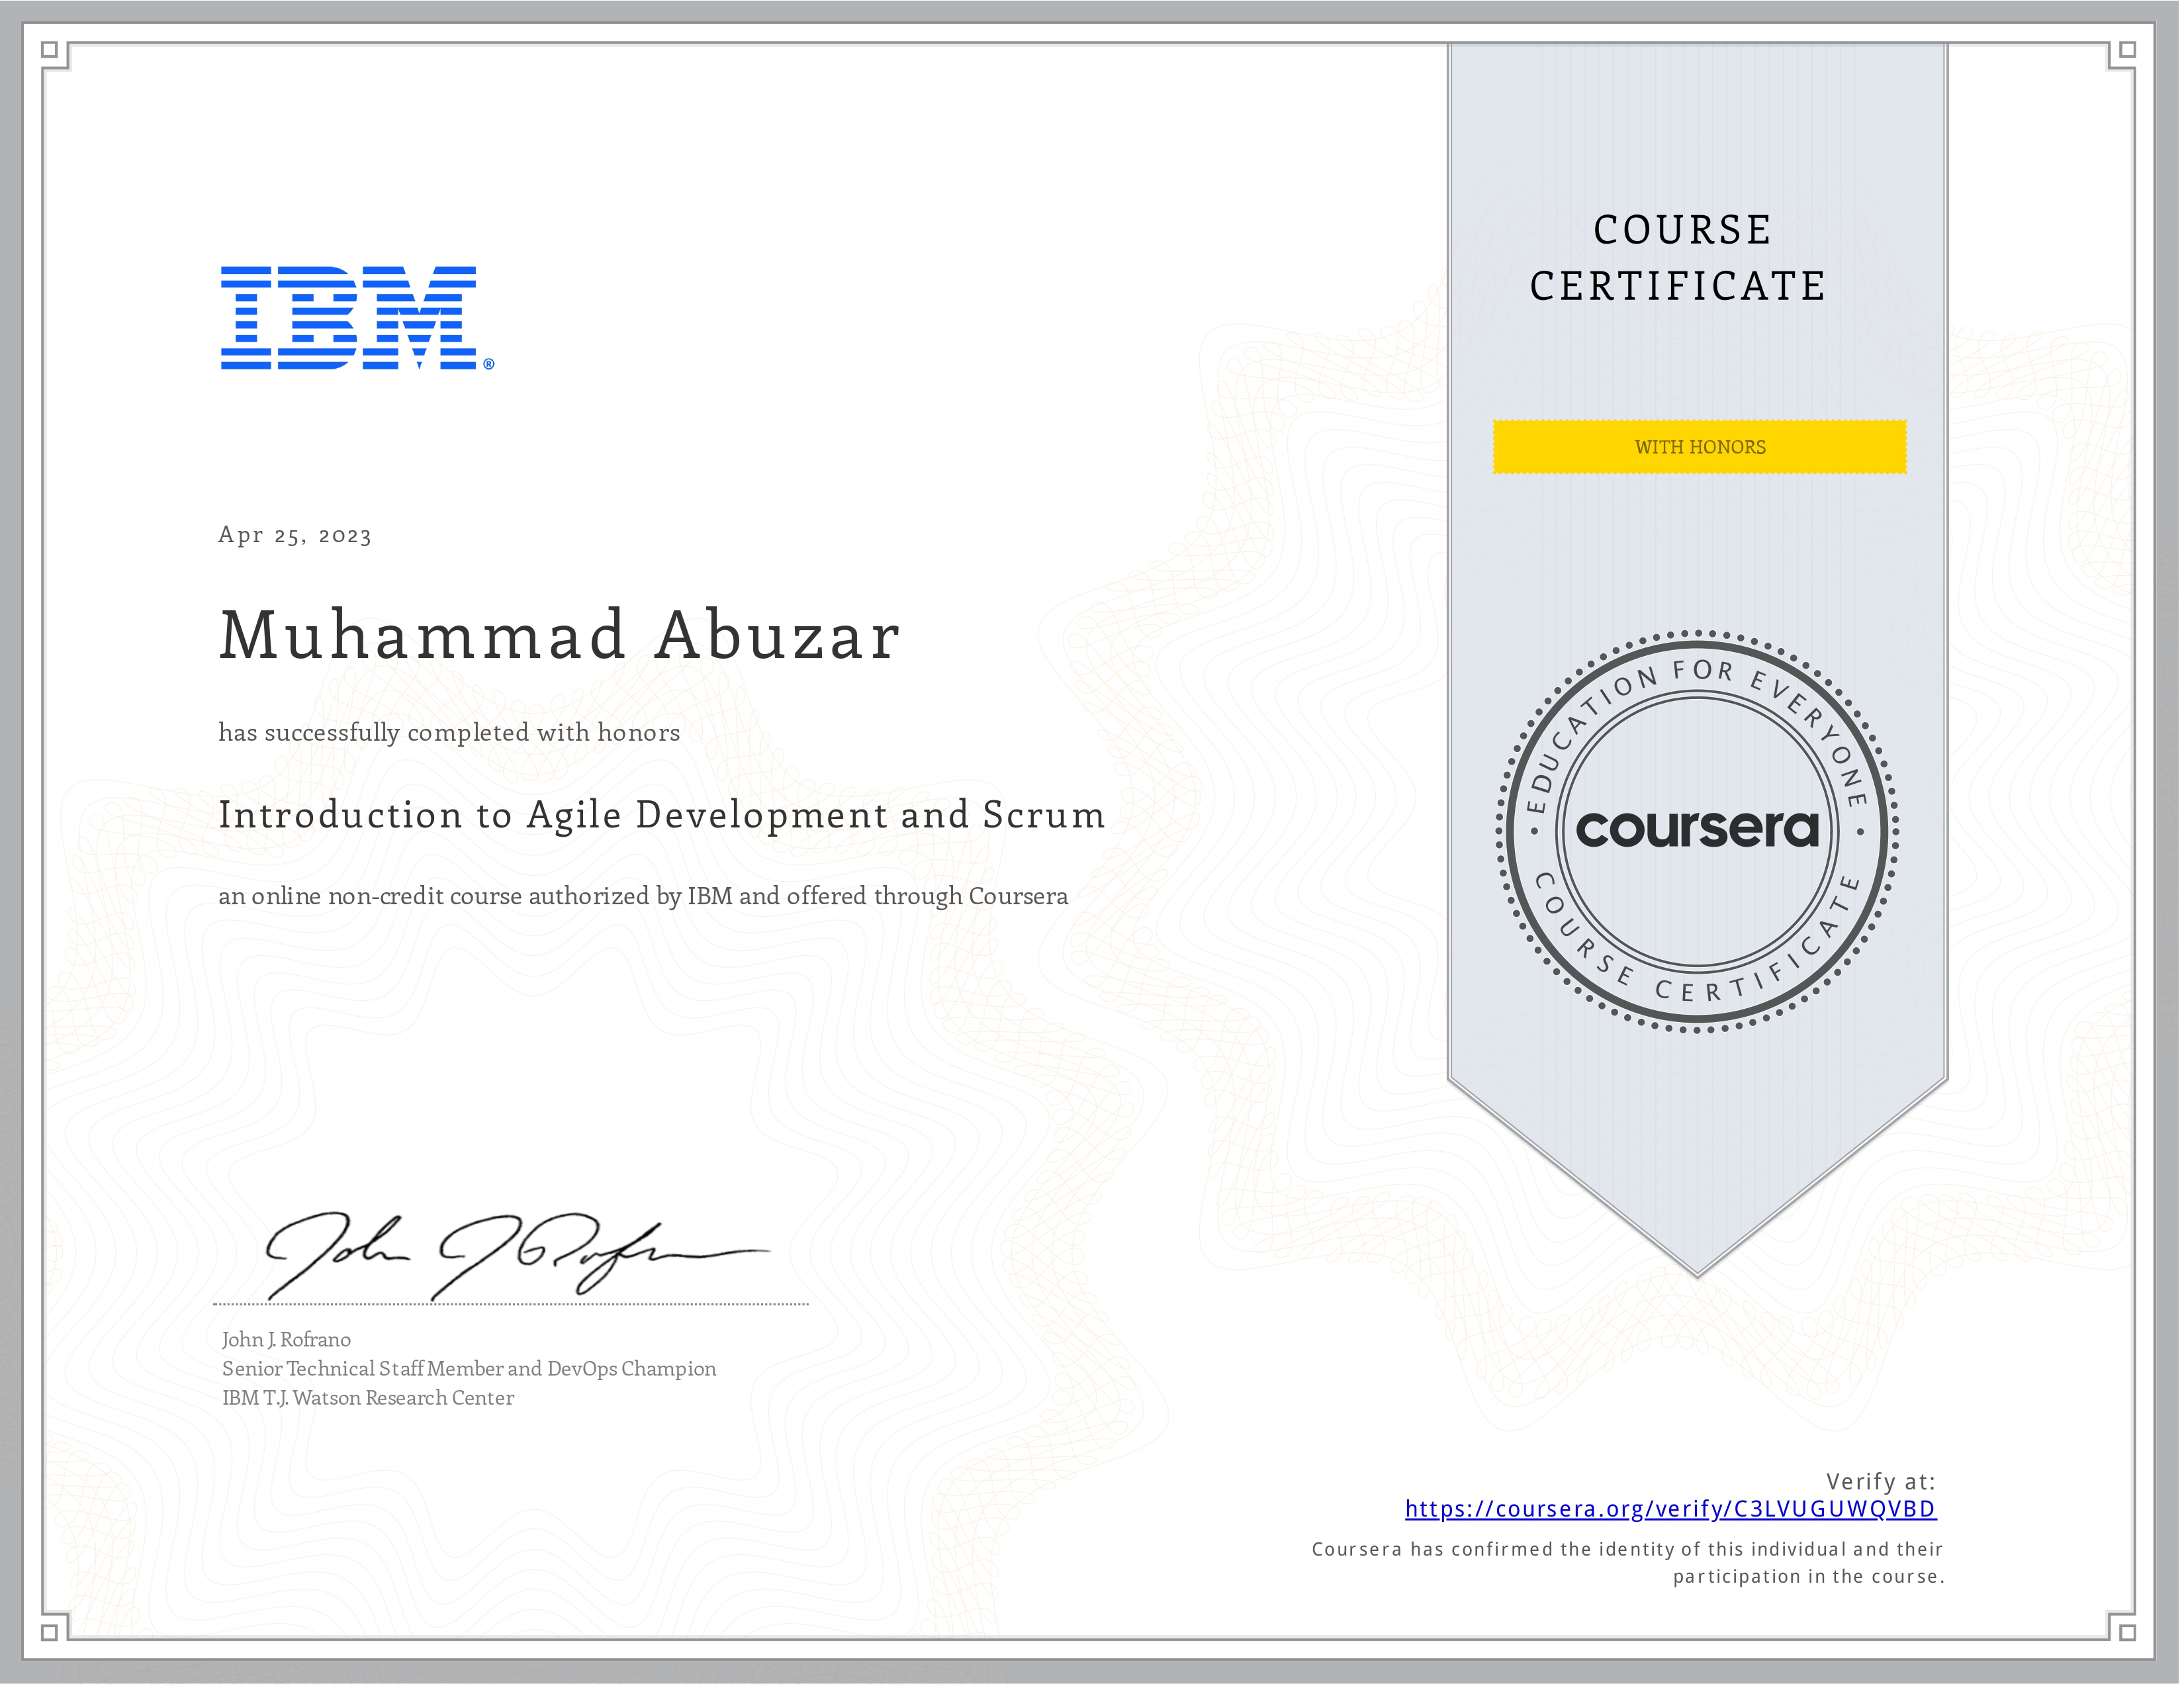 IBM®
COURSE
CERTIFICATE
WITH HONORS
Apr 25, 2023
Muhammad Abuzar
has successfully completed with honors
Introduction to Agile Development and Scrum
an online non-credit course authorized by IBM and offered through Coursera
EDUCATION FOR EVERYONE
coursera
COURSE CERTIFICATE
John J Rofrano
John J. Rofrano
Senior Technical Staff Member and DevOps Champion
IBM T.J. Watson Research Center
Verify at:
https://coursera.org/verify/C3LVUGUWQVBD
Coursera has confirmed the identity of this individual and their
participation in the course.